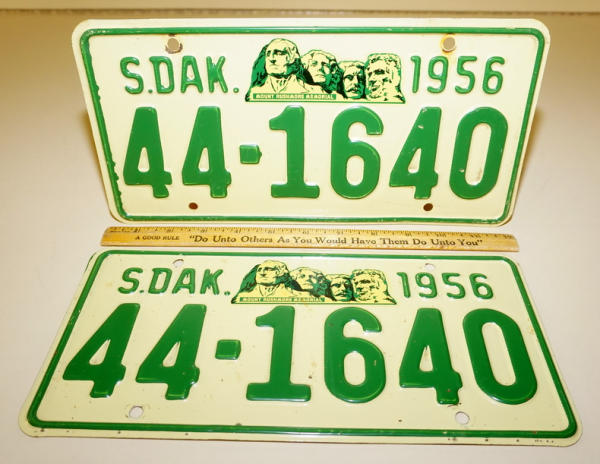 S.DAK. 1956
MOUNT RUSHMORE MEMORIAL
44-1640
A GOOD RULE "Do Unto Others As You Would Have Them Do Unto You"
S.DAK. 1956
MOUNT RUSHMORE MEMORIAL
44-1640